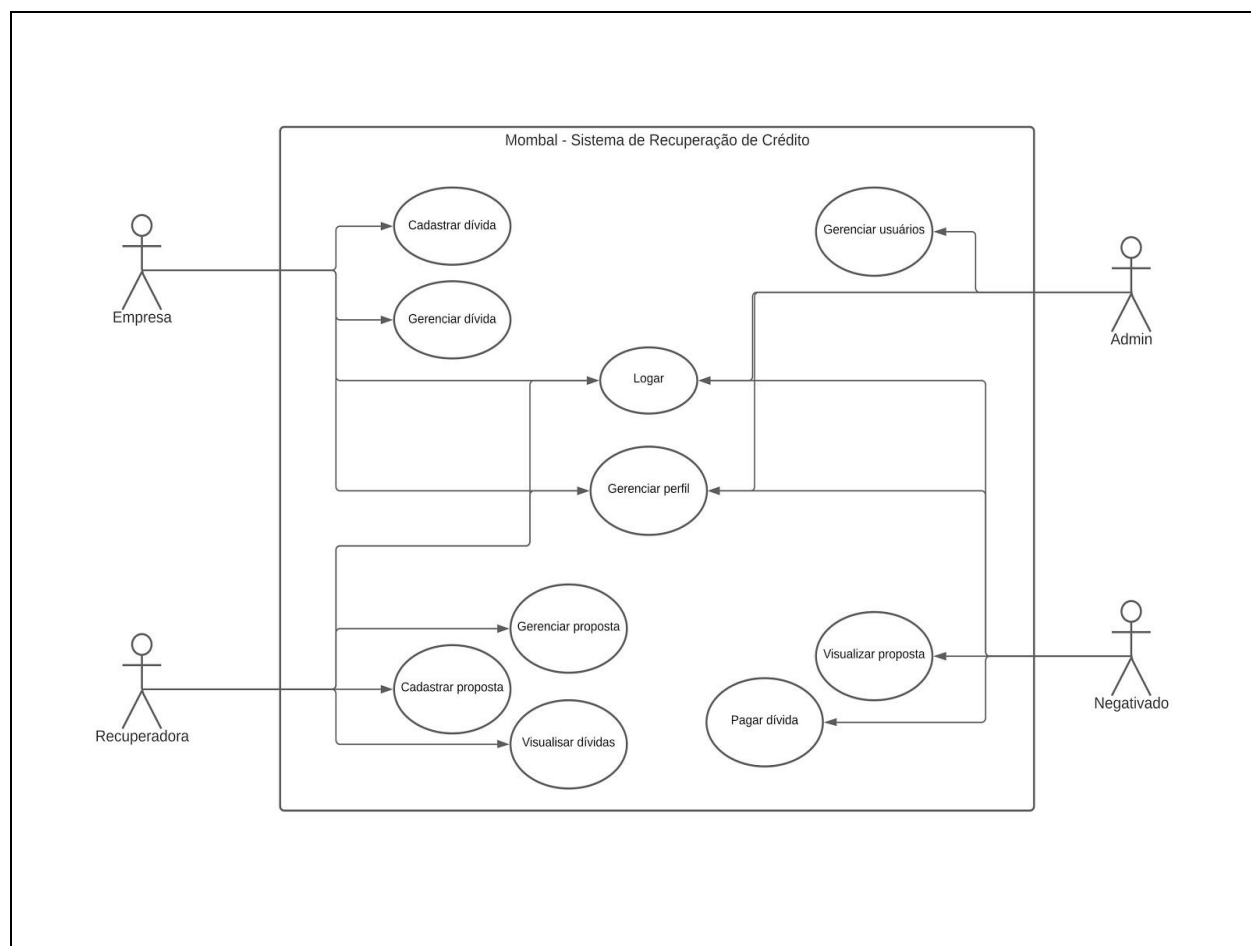 Mombal - Sistema de Recuperação de Crédito
Cadastrar dívida
Gerenciar usuários
Empresa
Gerenciar dívida
Admin
Logar
Gerenciar perfil
Gerenciar proposta
Visualizar proposta
Cadastrar proposta
Negativado
Pagar dívida
Recuperadora
Visualisar dívidas